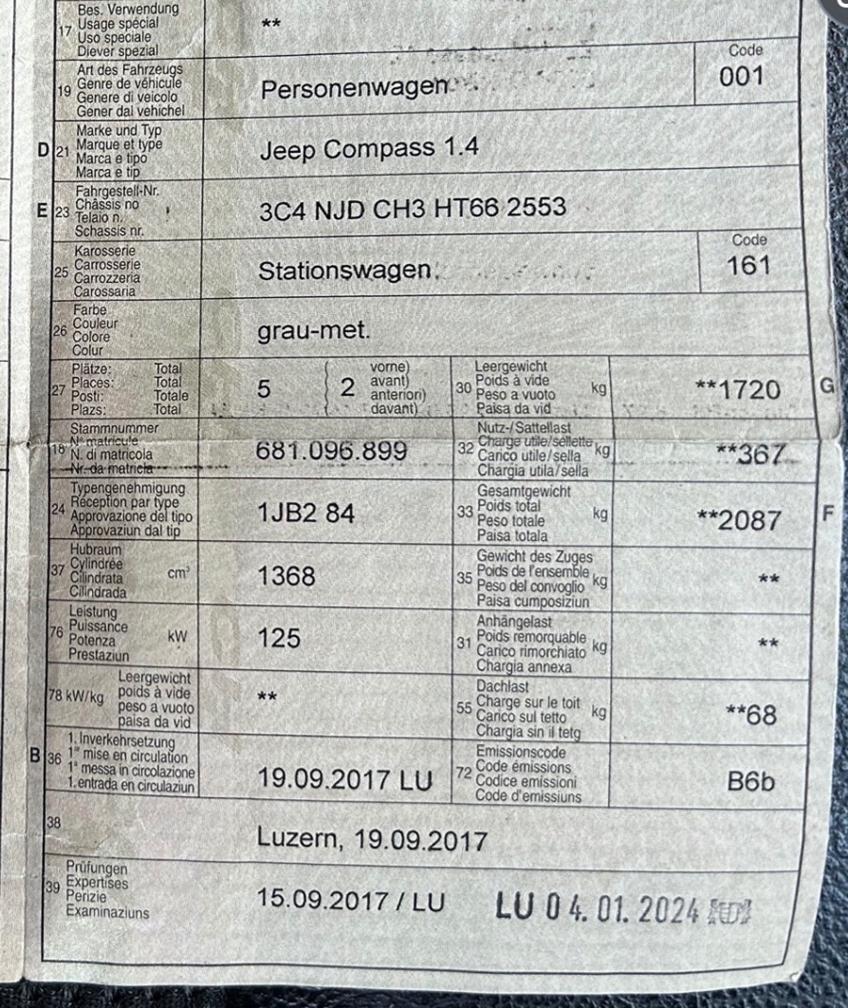 17 Bes. Verwendung
Usage spécial
Uso speciale
Diever spezial
**
19 Art des Fahrzeugs
Genre de véhicule
Genere di veicolo
Gener dal vehichel
Personenwagen
Code
001
D 21 Marke und Typ
Marque et type
Marca e tipo
Marca e tip
Jeep Compass 1.4
E 23 Fahrgestell-Nr.
Châssis no
Telaio n.
Schassis nr.
3C4 NJD CH3 HT66 2553
25 Karosserie
Carrosserie
Carrozzeria
Carossaria
Stationswagen
Code
161
26 Farbe
Couleur
Colore
Colur
grau-met.
27 Plätze: Total
Places: Total
Posti: Totale
Plazs: Total
5 ( 2 vorne)
avant)
anteriori)
davant)
30 Leergewicht
Poids à vide
Peso a vuoto
Paisa da vid
kg
**1720 G
18 Stammnummer
N° matricule
N. di matricola
Nr. da matricla
681.096.899
32 Nutz-/Sattellast
Charge utile/sellette
Carico utile/sella
Chargia utila/sella
kg
**367
24 Typengenehmigung
Réception par type
Approvazione del tipo
Approvaziun dal tip
1JB2 84
33 Gesamtgewicht
Poids total
Peso totale
Paisa totala
kg
**2087 F
37 Hubraum
Cylindrée
Cilindrata
Cilindrada
cm³
1368
35 Gewicht des Zuges
Poids de l'ensemble
Peso del convoglio
Paisa cumposiziun
kg
**
76 Leistung
Puissance
Potenza
Prestaziun
kW
125
31 Anhängelast
Poids remorquable
Carico rimorchiato
Chargia annexa
kg
**
78 kW/kg Leergewicht
poids à vide
peso a vuoto
paisa da vid
**
55 Dachlast
Charge sur le toit
Carico sul tetto
Chargia sin il tetg
kg
**68
B 36 1. Inverkehrsetzung
1re mise en circulation
1a messa in circolazione
1. entrada en circulaziun
19.09.2017 LU
72 Emissionscode
Code émissions
Codice emissioni
Code d'emissiuns
B6b
38
Luzern, 19.09.2017
39 Prüfungen
Expertises
Perizie
Examinaziuns
15.09.2017 / LU
LU 04. 01. 2024